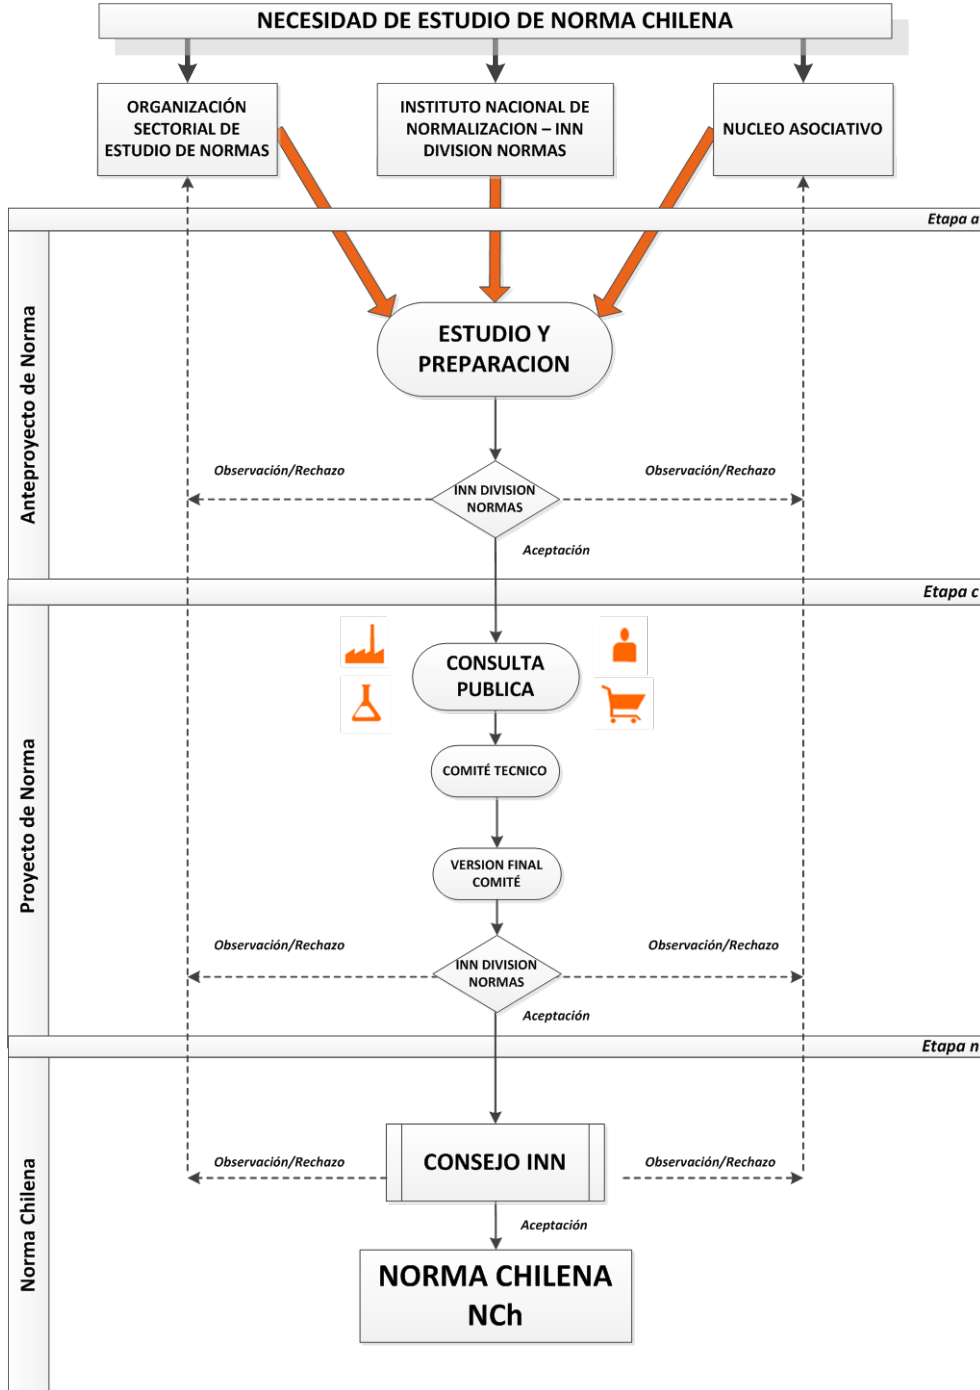 NECESIDAD DE ESTUDIO DE NORMA CHILENA
ORGANIZACIÓN
SECTORIAL DE
ESTUDIO DE NORMAS
INSTITUTO NACIONAL DE
NORMALIZACION – INN
DIVISION NORMAS
NUCLEO ASOCIATIVO
Etapa a
Anteproyecto de Norma
ESTUDIO Y
PREPARACION
Observación/Rechazo
Observación/Rechazo
INN DIVISION
NORMAS
Aceptación
Etapa c
Proyecto de Norma
CONSULTA
PUBLICA
COMITÉ TECNICO
VERSION FINAL
COMITÉ
Observación/Rechazo
Observación/Rechazo
INN DIVISION
NORMAS
Aceptación
Etapa n
Norma Chilena
CONSEJO INN
Observación/Rechazo
Observación/Rechazo
Aceptación
NORMA CHILENA
NCh